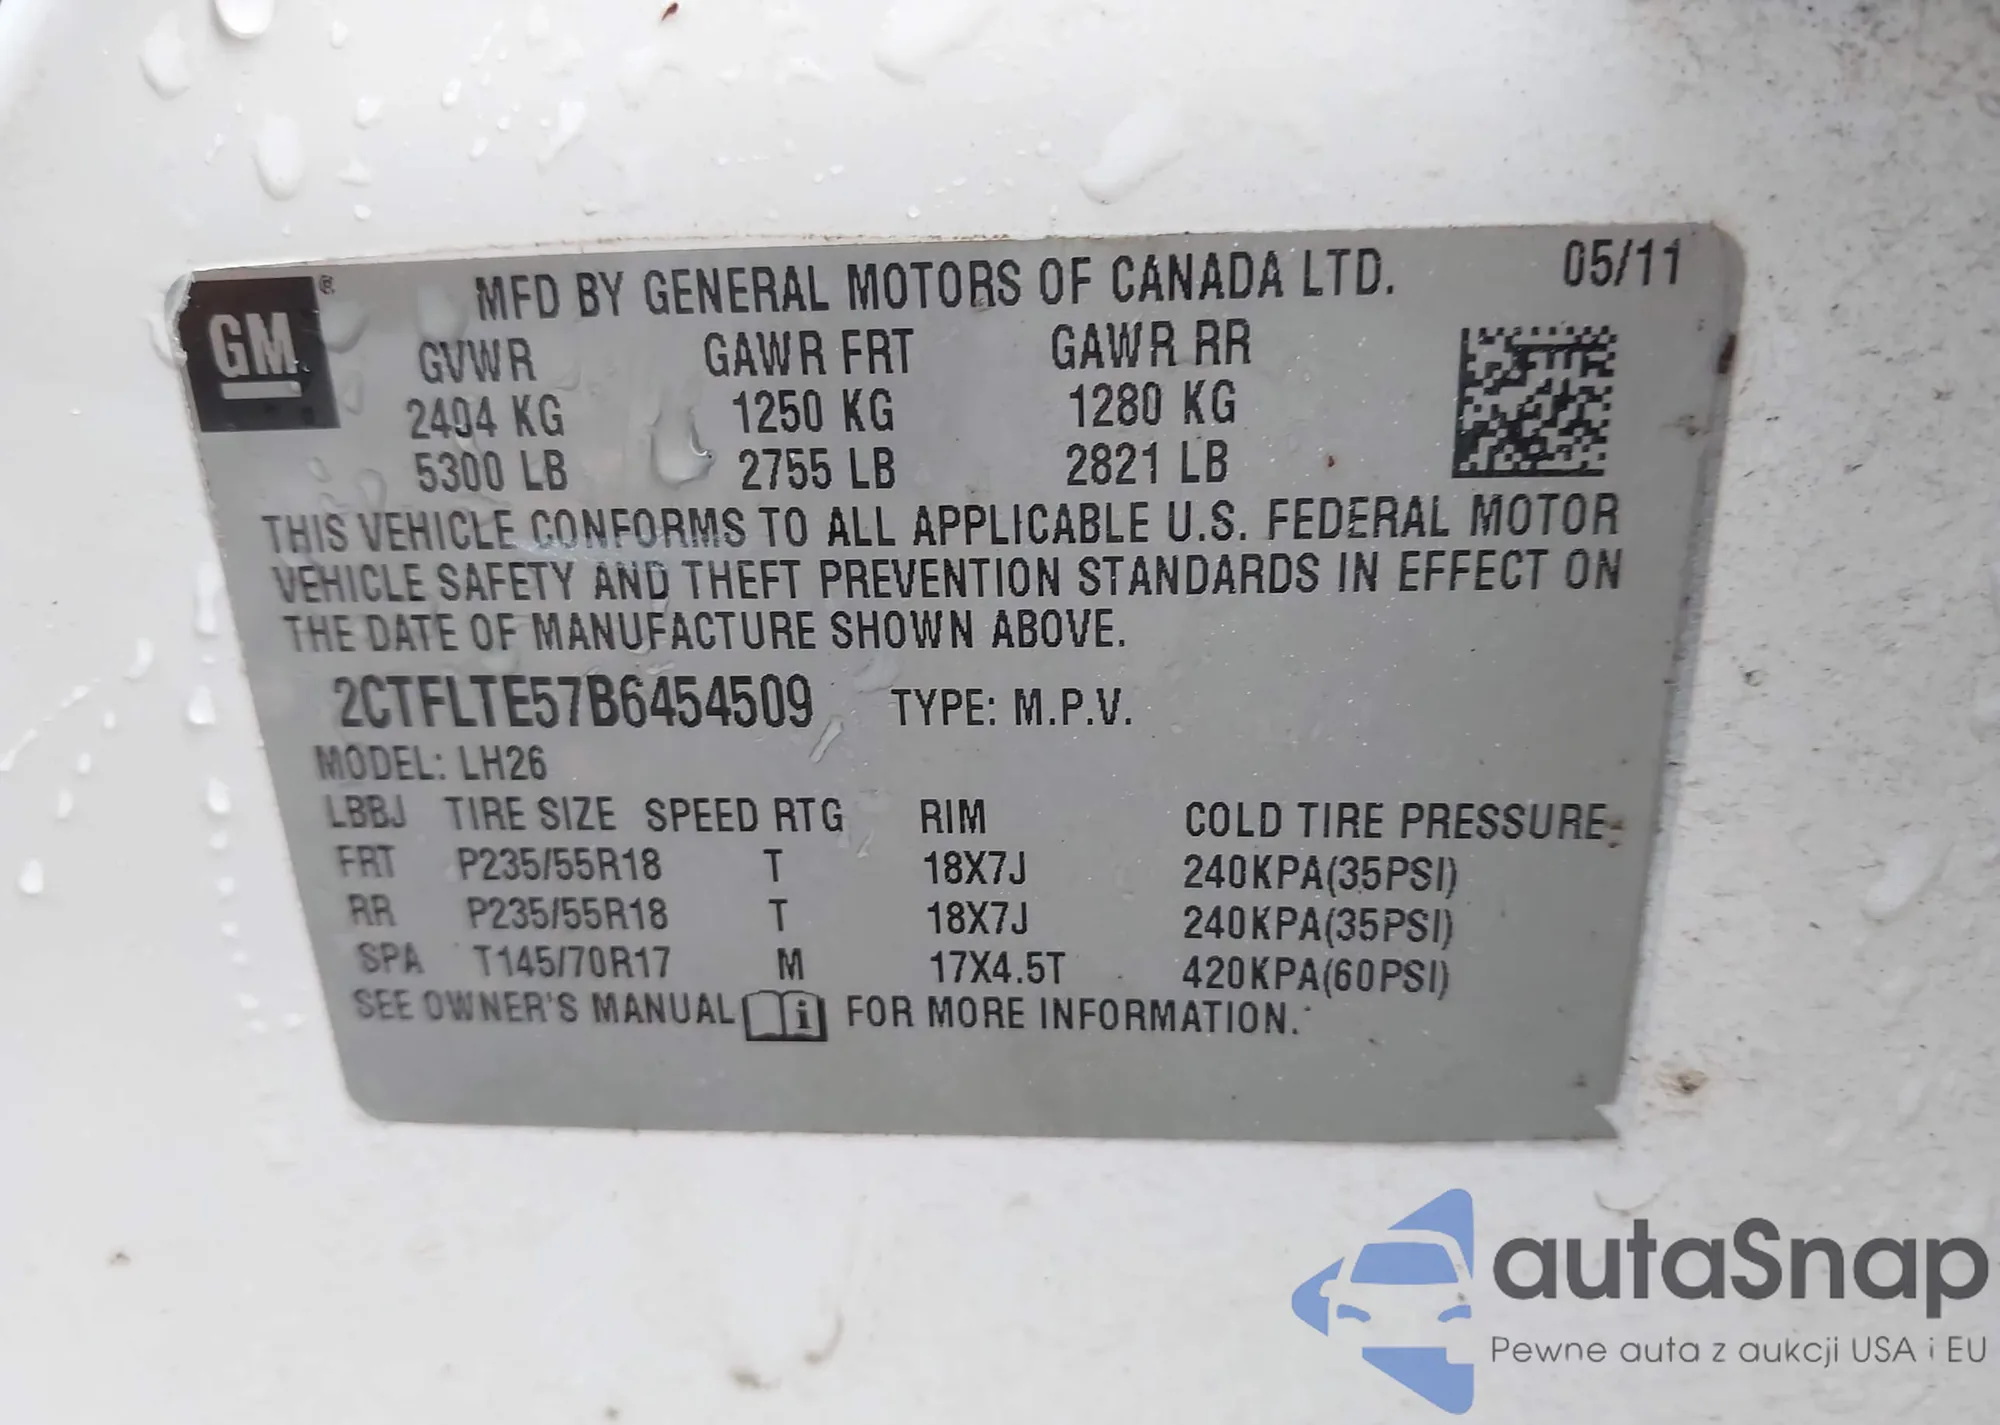 GM®
MFD BY GENERAL MOTORS OF CANADA LTD. 05/11
GVWR GAWR FRT GAWR RR
2404 KG 1250 KG 1280 KG
5300 LB 2755 LB 2821 LB
THIS VEHICLE CONFORMS TO ALL APPLICABLE U.S. FEDERAL MOTOR
VEHICLE SAFETY AND THEFT PREVENTION STANDARDS IN EFFECT ON
THE DATE OF MANUFACTURE SHOWN ABOVE.
2CTFLTE57B6454509 TYPE: M.P.V.
MODEL: LH26
LBBJ TIRE SIZE SPEED RTG RIM COLD TIRE PRESSURE
FRT P235/55R18 T 18X7J 240KPA(35PSI)
RR P235/55R18 T 18X7J 240KPA(35PSI)
SPA T145/70R17 M 17X4.5T 420KPA(60PSI)
SEE OWNER'S MANUAL i FOR MORE INFORMATION.
autaSnap
Pewne auta z aukcji USA i EU